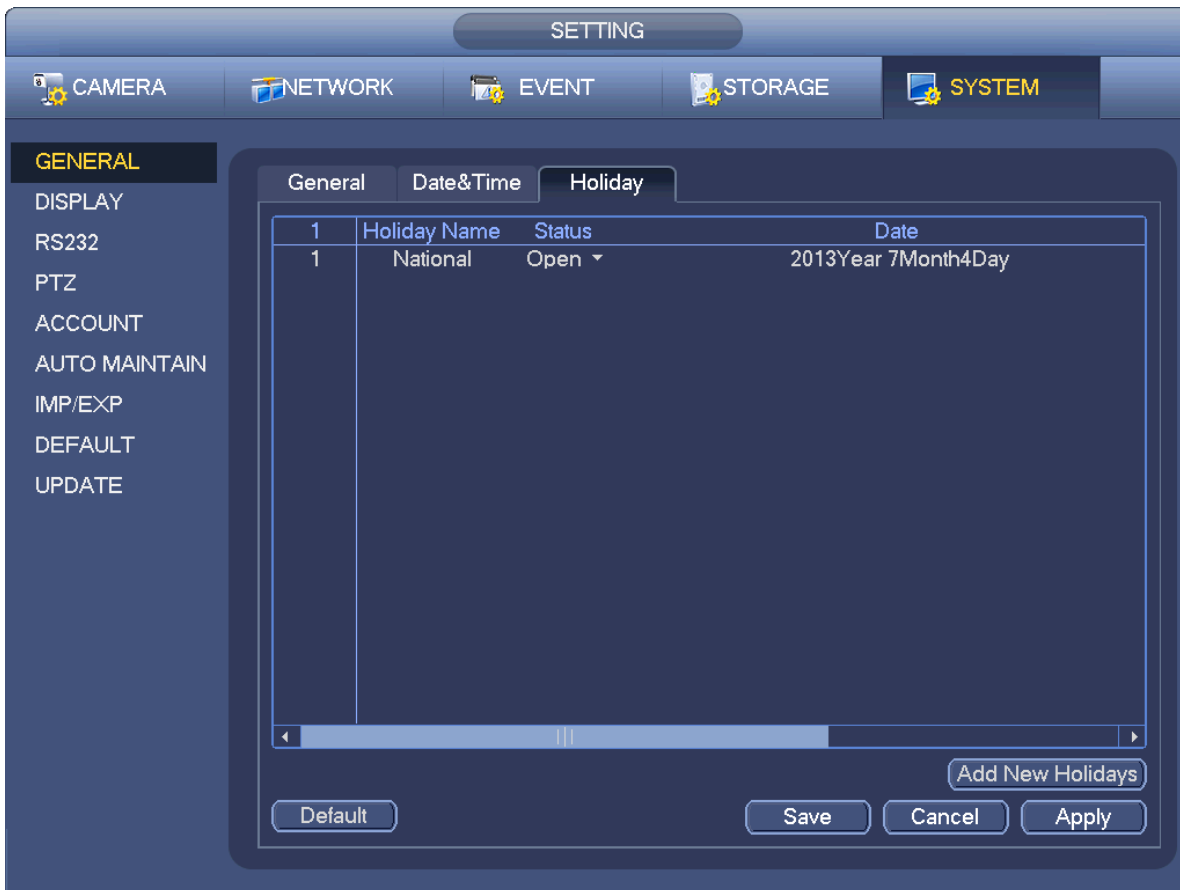 SETTING
CAMERA NETWORK EVENT STORAGE SYSTEM
GENERAL
DISPLAY
RS232
PTZ
ACCOUNT
AUTO MAINTAIN
IMP/EXP
DEFAULT
UPDATE
General Date&Time Holiday
1 Holiday Name Status Date
1 National Open 2013Year 7Month4Day
Add New Holidays
Default Save Cancel Apply